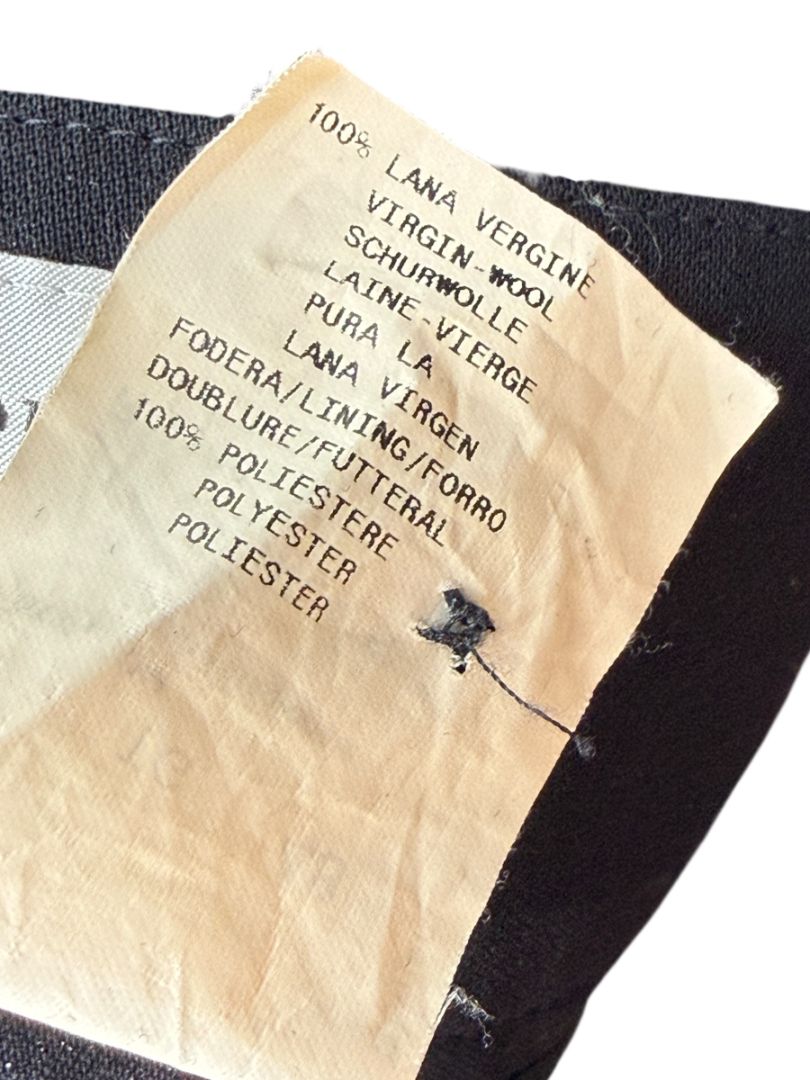 100% LANA VERGINE
VIRGIN-WOOL
SCHURWOLLE
LAINE-VIERGE
PURA LA
LANA VIRGEN
FODERA/LINING/FORRO
DOUBLURE/FUTTERAL
100% POLIESTERE
POLYESTER
POLIESTER